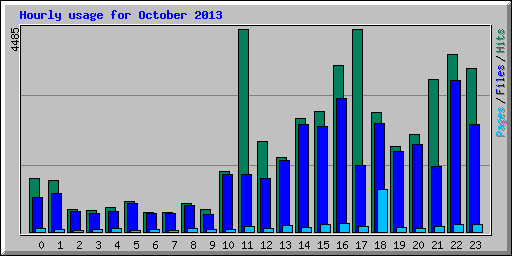 Hourly usage for October 2013
4485
Pages/Files/Hits
0 1 2 3 4 5 6 7 8 9 10 11 12 13 14 15 16 17 18 19 20 21 22 23